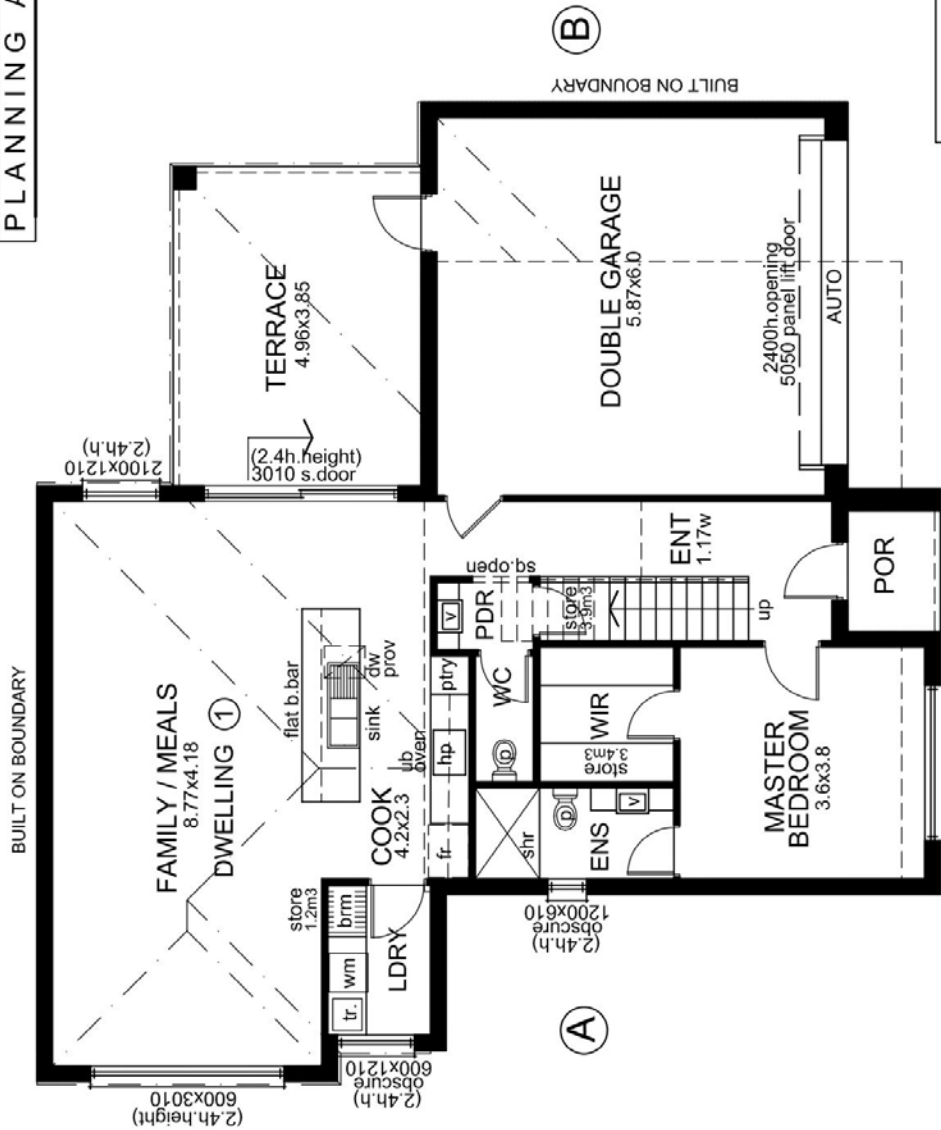 PLANNING A
B
BUILT ON BOUNDARY
BUILT ON BOUNDARY
TERRACE
4.96x3.85
DOUBLE GARAGE
5.87x6.0
2400h.opening
5050 panel lift door
AUTO
2100x1210
(2.4h.h)
(2.4h.height)
3010 s.door
FAMILY / MEALS
8.77x4.18
DWELLING 1
flat b.bar
sink
dw
prov
COOK
4.2x2.3
ub
oven
hp
ptry
fr
store
1.2m3
brm
wm
tr.
LDRY
600x3010
(2.4h.height)
600x1210
obscure
(2.4h.h)
PDR
v
sq.open
store
3.9m3
up
ENT
1.17w
POR
WC
p
WIR
store
3.4m3
shr
ENS
p
v
1200x610
obscure
(2.4h.h)
MASTER
BEDROOM
3.6x3.8
A